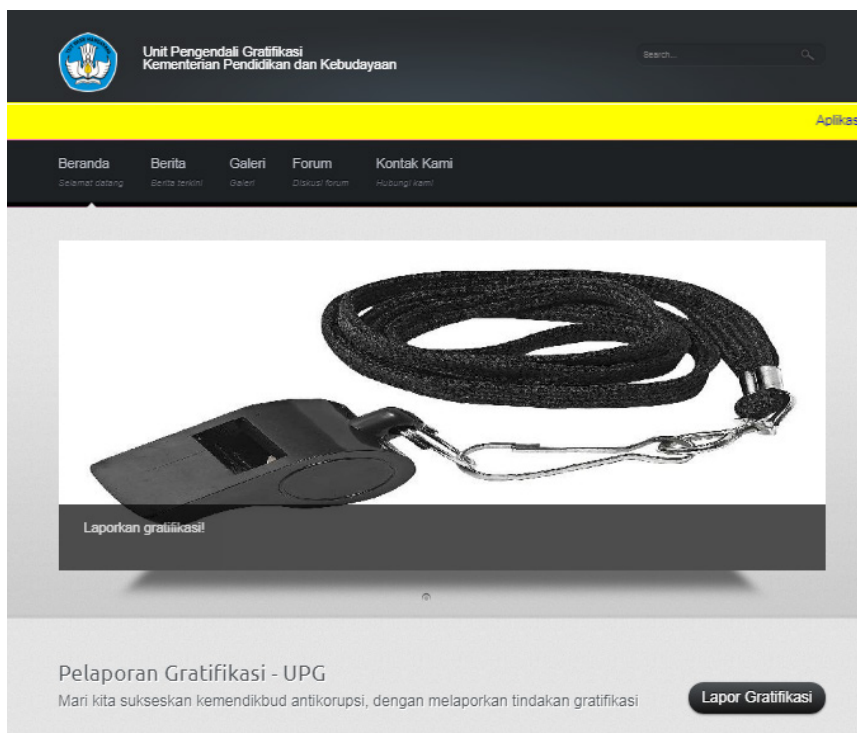 Unit Pengendali Gratifikasi
Kementerian Pendidikan dan Kebudayaan
Search...
Aplikas
Beranda Berita Galeri Forum Kontak Kami
Selamat datang Berita terkini Galeri Diskusi forum Hubungi kami
Laporkan gratifikasi!
Pelaporan Gratifikasi - UPG
Mari kita sukseskan kemendikbud antikorupsi, dengan melaporkan tindakan gratifikasi
Lapor Gratifikasi